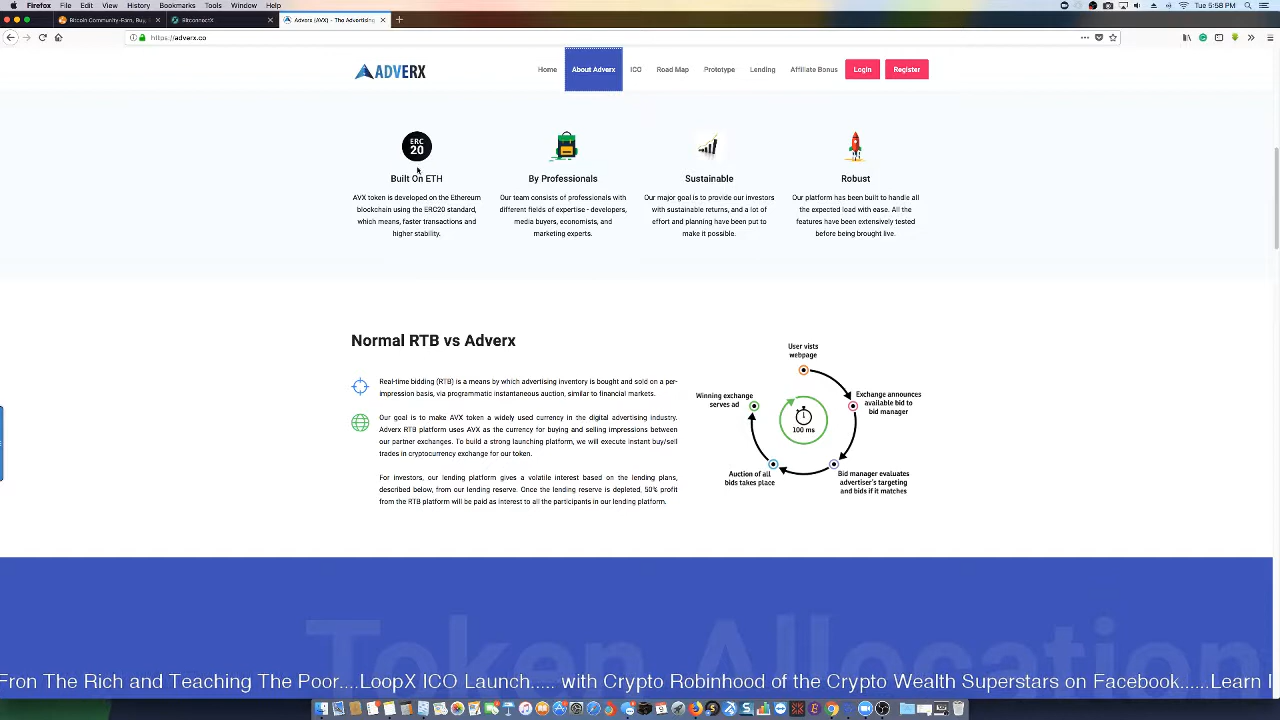 Firefox File Edit View History Bookmarks Tools Window Help
Tue 5:58 PM
Bitcoin Community-Earn, Buy,
BitconnectX
Adverx (AVX) – The Advertising
https://adverx.co
ADVERX
Home
About Adverx
ICO
Road Map
Prototype
Lending
Affiliate Bonus
Login
Register
ERC
20
Built On ETH
AVX token is developed on the Ethereum
blockchain using the ERC20 standard,
which means, faster transactions and
higher stability.
By Professionals
Our team consists of professionals with
different fields of expertise - developers,
media buyers, economists, and
marketing experts.
Sustainable
Our major goal is to provide our investors
with sustainable returns, and a lot of
effort and planning have been put to
make it possible.
Robust
Our platform has been built to handle all
the expected load with ease. All the
features have been extensively tested
before being brought live.
Normal RTB vs Adverx
Real-time bidding (RTB) is a means by which advertising inventory is bought and sold on a per-
impression basis, via programmatic instantaneous auction, similar to financial markets.
Our goal is to make AVX token a widely used currency in the digital advertising industry.
Adverx RTB platform uses AVX as the currency for buying and selling impressions between
our partner exchanges. To build a strong launching platform, we will execute instant buy/sell
trades in cryptocurrency exchange for our token.
For investors, our lending platform gives a volatile interest based on the lending plans,
described below, from our lending reserve. Once the lending reserve is depleted, 50% profit
from the RTB platform will be paid as interest to all the participants in our lending platform.
User vists
webpage
Exchange announces
available bid to
bid manager
Bid manager evaluates
advertiser's targeting
and bids if it matches
Auction of all
bids takes place
Winning exchange
serves ad
100 ms
Token Allocation
Fron The Rich and Teaching The Poor....LoopX ICO Launch..... with Crypto Robinhood of the Crypto Wealth Superstars on Facebook......Learn